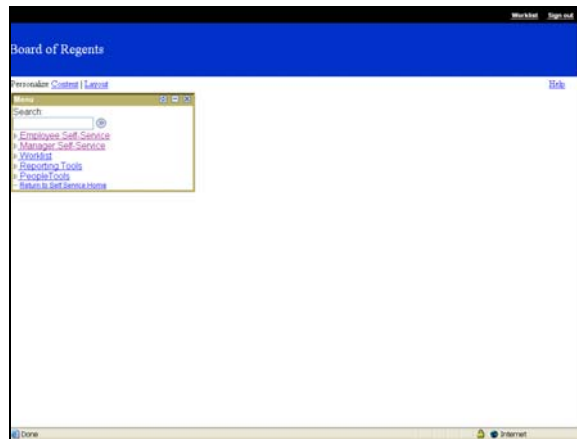 Worklist Sign out
Board of Regents
Personalize Content | Layout Help
Menu
Search:
Employee Self-Service
Manager Self-Service
Worklist
Reporting Tools
PeopleTools
Return to Self Service Home
Done Internet